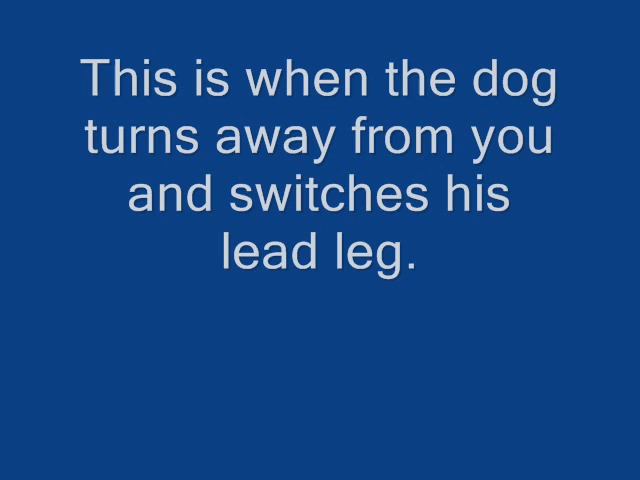 This is when the dog
turns away from you
and switches his
lead leg.